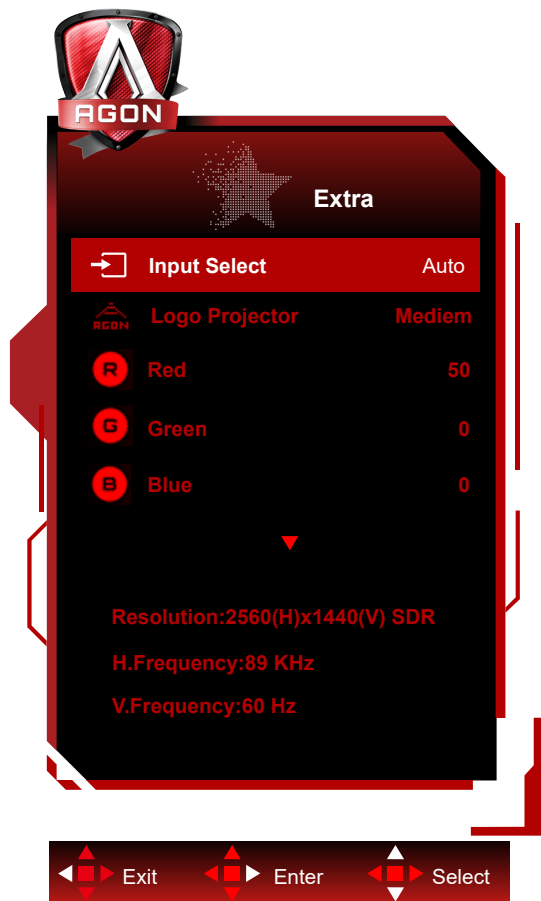 AGON
Extra
Input Select Auto
AGON Logo Projector Mediem
R Red 50
G Green 0
B Blue 0
Resolution:2560(H)x1440(V) SDR
H.Frequency:89 KHz
V.Frequency:60 Hz
Exit Enter Select